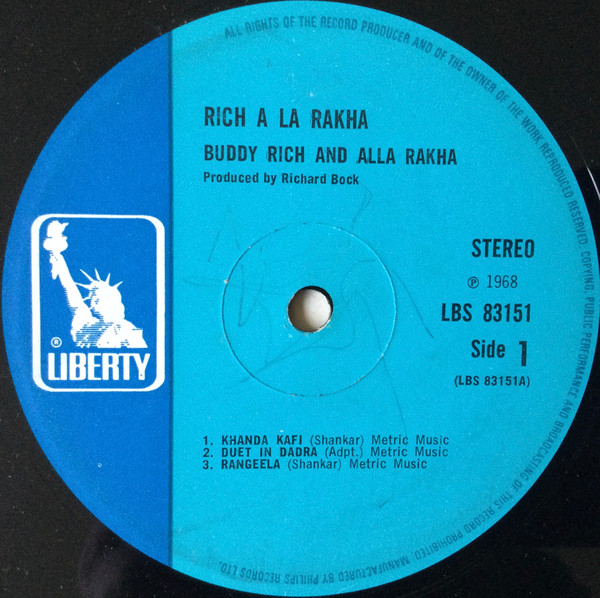 ALL RIGHTS OF THE RECORD PRODUCER AND OF THE OWNER OF THE WORK REPRODUCED RESERVED. COPYING, PUBLIC PERFORMANCE AND BROADCASTING OF THIS RECORD PROHIBITED. MANUFACTURED BY PHILIPS RECORDS LTD.
RICH A LA RAKHA
BUDDY RICH AND ALLA RAKHA
Produced by Richard Bock
STEREO
℗ 1968
LBS 83151
Side 1
(LBS 83151A)
® LIBERTY
1. KHANDA KAFI (Shankar) Metric Music
2. DUET IN DADRA (Adpt.) Metric Music
3. RANGEELA (Shankar) Metric Music